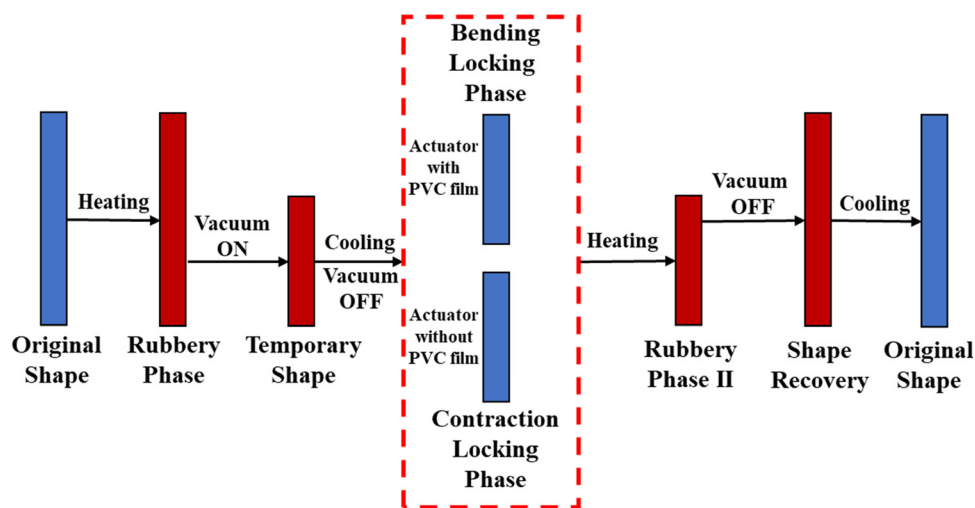 Original
Shape
Heating
Rubbery
Phase
Vacuum
ON
Temporary
Shape
Cooling
Vacuum
OFF
Bending
Locking
Phase
Actuator
with
PVC film
Actuator
without
PVC film
Contraction
Locking
Phase
Heating
Rubbery
Phase II
Vacuum
OFF
Shape
Recovery
Cooling
Original
Shape